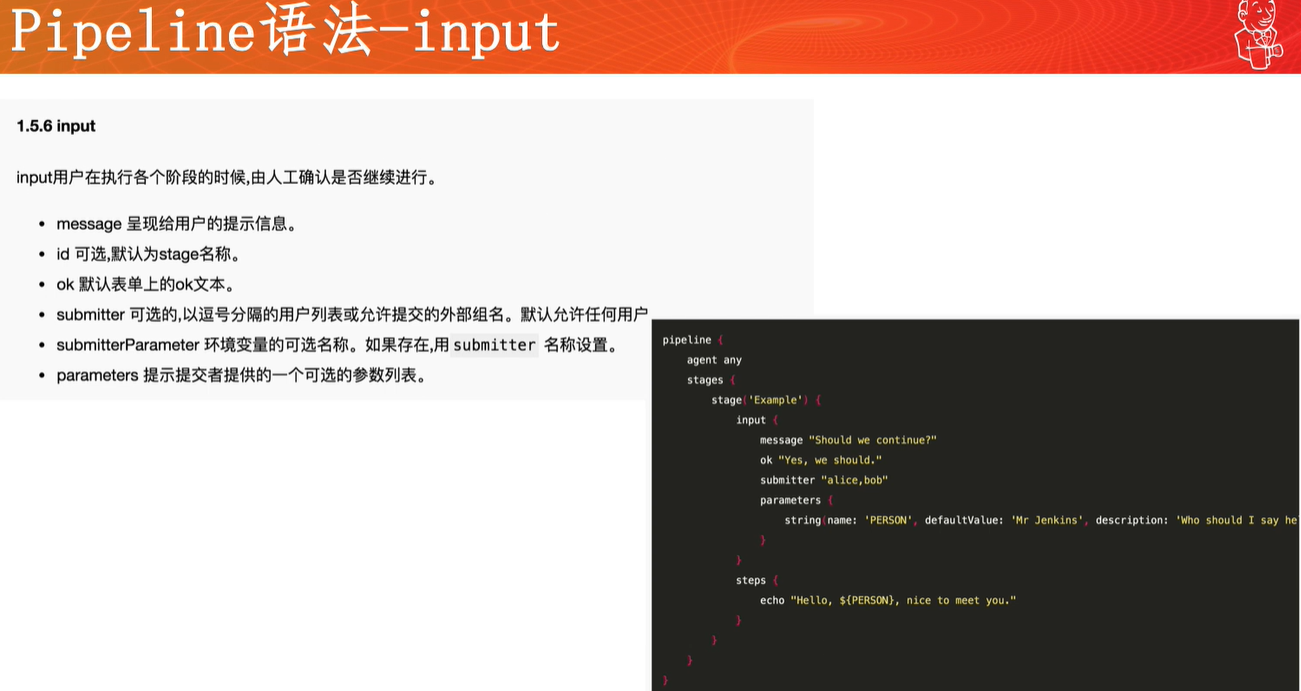 Pipeline语法-input
1.5.6 input
input用户在执行各个阶段的时候,由人工确认是否继续进行。
message 呈现给用户的提示信息。
id 可选,默认为stage名称。
ok 默认表单上的ok文本。
submitter 可选的,以逗号分隔的用户列表或允许提交的外部组名。默认允许任何用户
submitterParameter 环境变量的可选名称。如果存在,用 submitter 名称设置。
parameters 提示提交者提供的一个可选的参数列表。
pipeline {
agent any
stages {
stage('Example') {
input {
message "Should we continue?"
ok "Yes, we should."
submitter "alice,bob"
parameters {
string(name: 'PERSON', defaultValue: 'Mr Jenkins', description: 'Who should I say he
}
}
steps {
echo "Hello, ${PERSON}, nice to meet you."
}
}
}
}